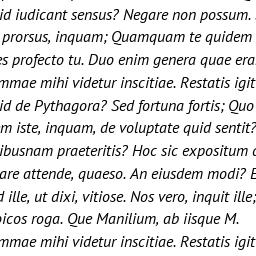 id iudicant sensus? Negare non possum.
prorsus, inquam; Quamquam te quidem
es profecto tu. Duo enim genera quae era
mmae mihi videtur inscitiae. Restatis igit
id de Pythagora? Sed fortuna fortis; Quo
m iste, inquam, de voluptate quid sentit?
ibusnam praeteritis? Hoc sic expositum
are attende, quaeso. An eiusdem modi? E
d ille, ut dixi, vitiose. Nos vero, inquit ille;
picos roga. Que Manilium, ab iisque M.
mmae mihi videtur inscitiae. Restatis igit